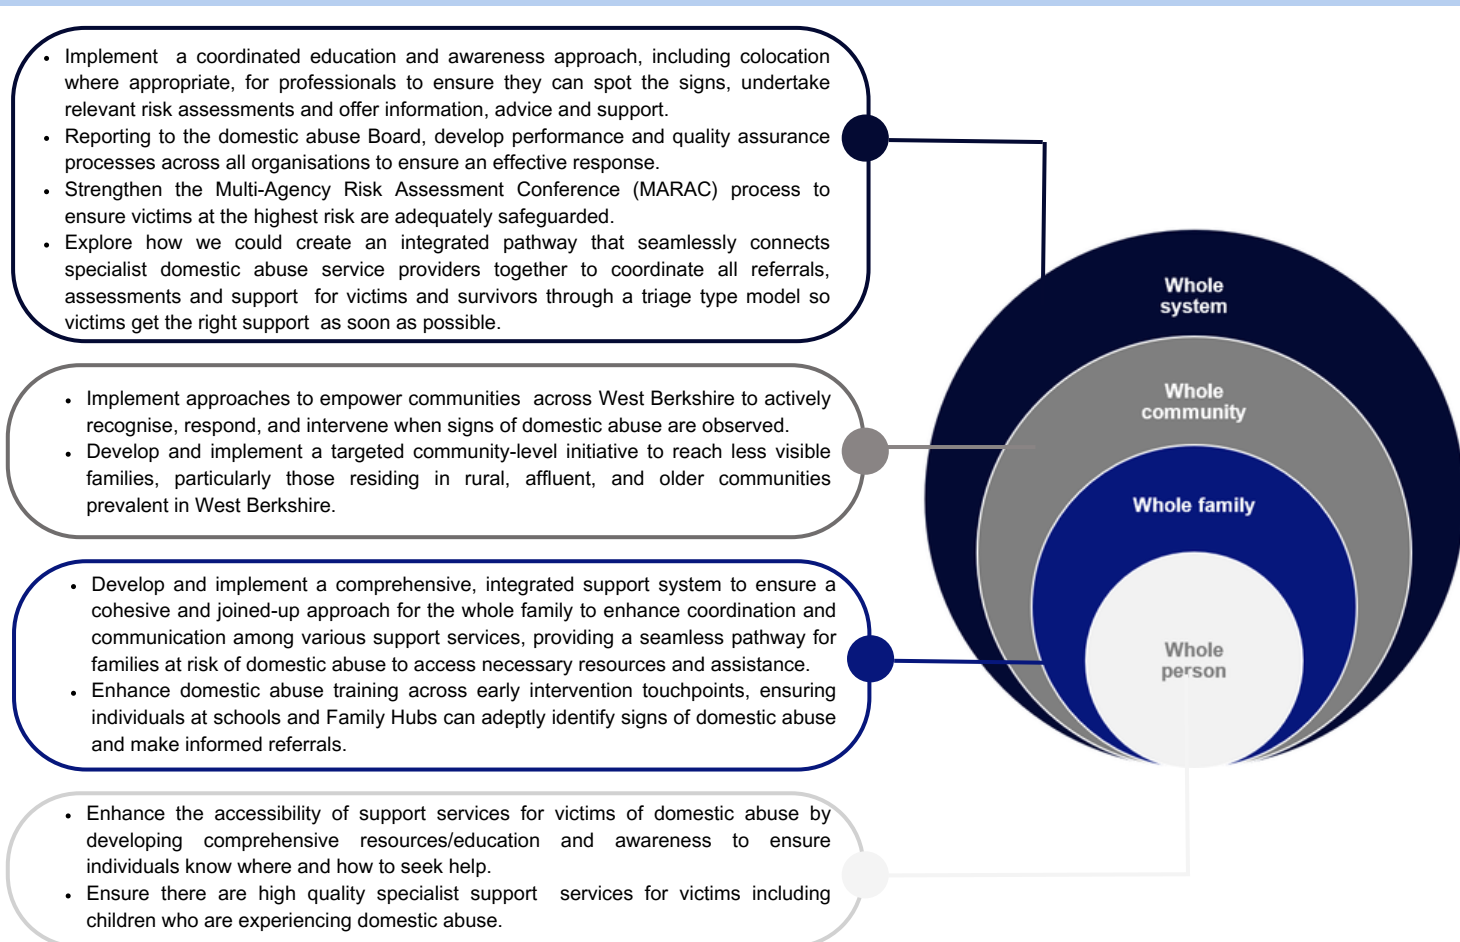 • Implement a coordinated education and awareness approach, including colocation
where appropriate, for professionals to ensure they can spot the signs, undertake
relevant risk assessments and offer information, advice and support.
• Reporting to the domestic abuse Board, develop performance and quality assurance
processes across all organisations to ensure an effective response.
• Strengthen the Multi-Agency Risk Assessment Conference (MARAC) process to
ensure victims at the highest risk are adequately safeguarded.
• Explore how we could create an integrated pathway that seamlessly connects
specialist domestic abuse service providers together to coordinate all referrals,
assessments and support for victims and survivors through a triage type model so
victims get the right support as soon as possible.
• Implement approaches to empower communities across West Berkshire to actively
recognise, respond, and intervene when signs of domestic abuse are observed.
• Develop and implement a targeted community-level initiative to reach less visible
families, particularly those residing in rural, affluent, and older communities
prevalent in West Berkshire.
• Develop and implement a comprehensive, integrated support system to ensure a
cohesive and joined-up approach for the whole family to enhance coordination and
communication among various support services, providing a seamless pathway for
families at risk of domestic abuse to access necessary resources and assistance.
• Enhance domestic abuse training across early intervention touchpoints, ensuring
individuals at schools and Family Hubs can adeptly identify signs of domestic abuse
and make informed referrals.
• Enhance the accessibility of support services for victims of domestic abuse by
developing comprehensive resources/education and awareness to ensure
individuals know where and how to seek help.
• Ensure there are high quality specialist support services for victims including
children who are experiencing domestic abuse.
Whole
system
Whole
community
Whole family
Whole
person